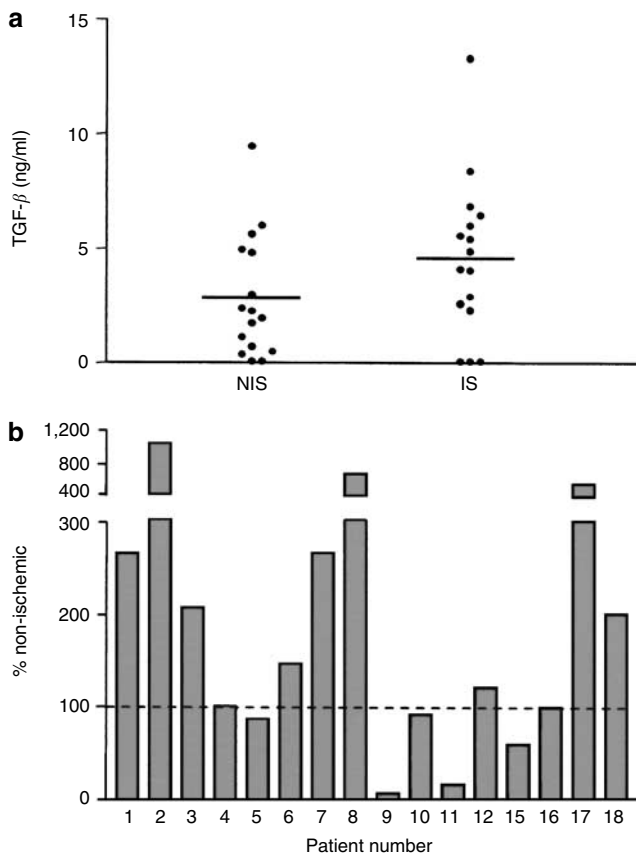 a
15
10
5
0
TGF-β (ng/ml)
NIS IS
b
1,200
800
400
300
200
100
0
% non-ischemic
1 2 3 4 5 6 7 8 9 10 11 12 15 16 17 18
Patient number